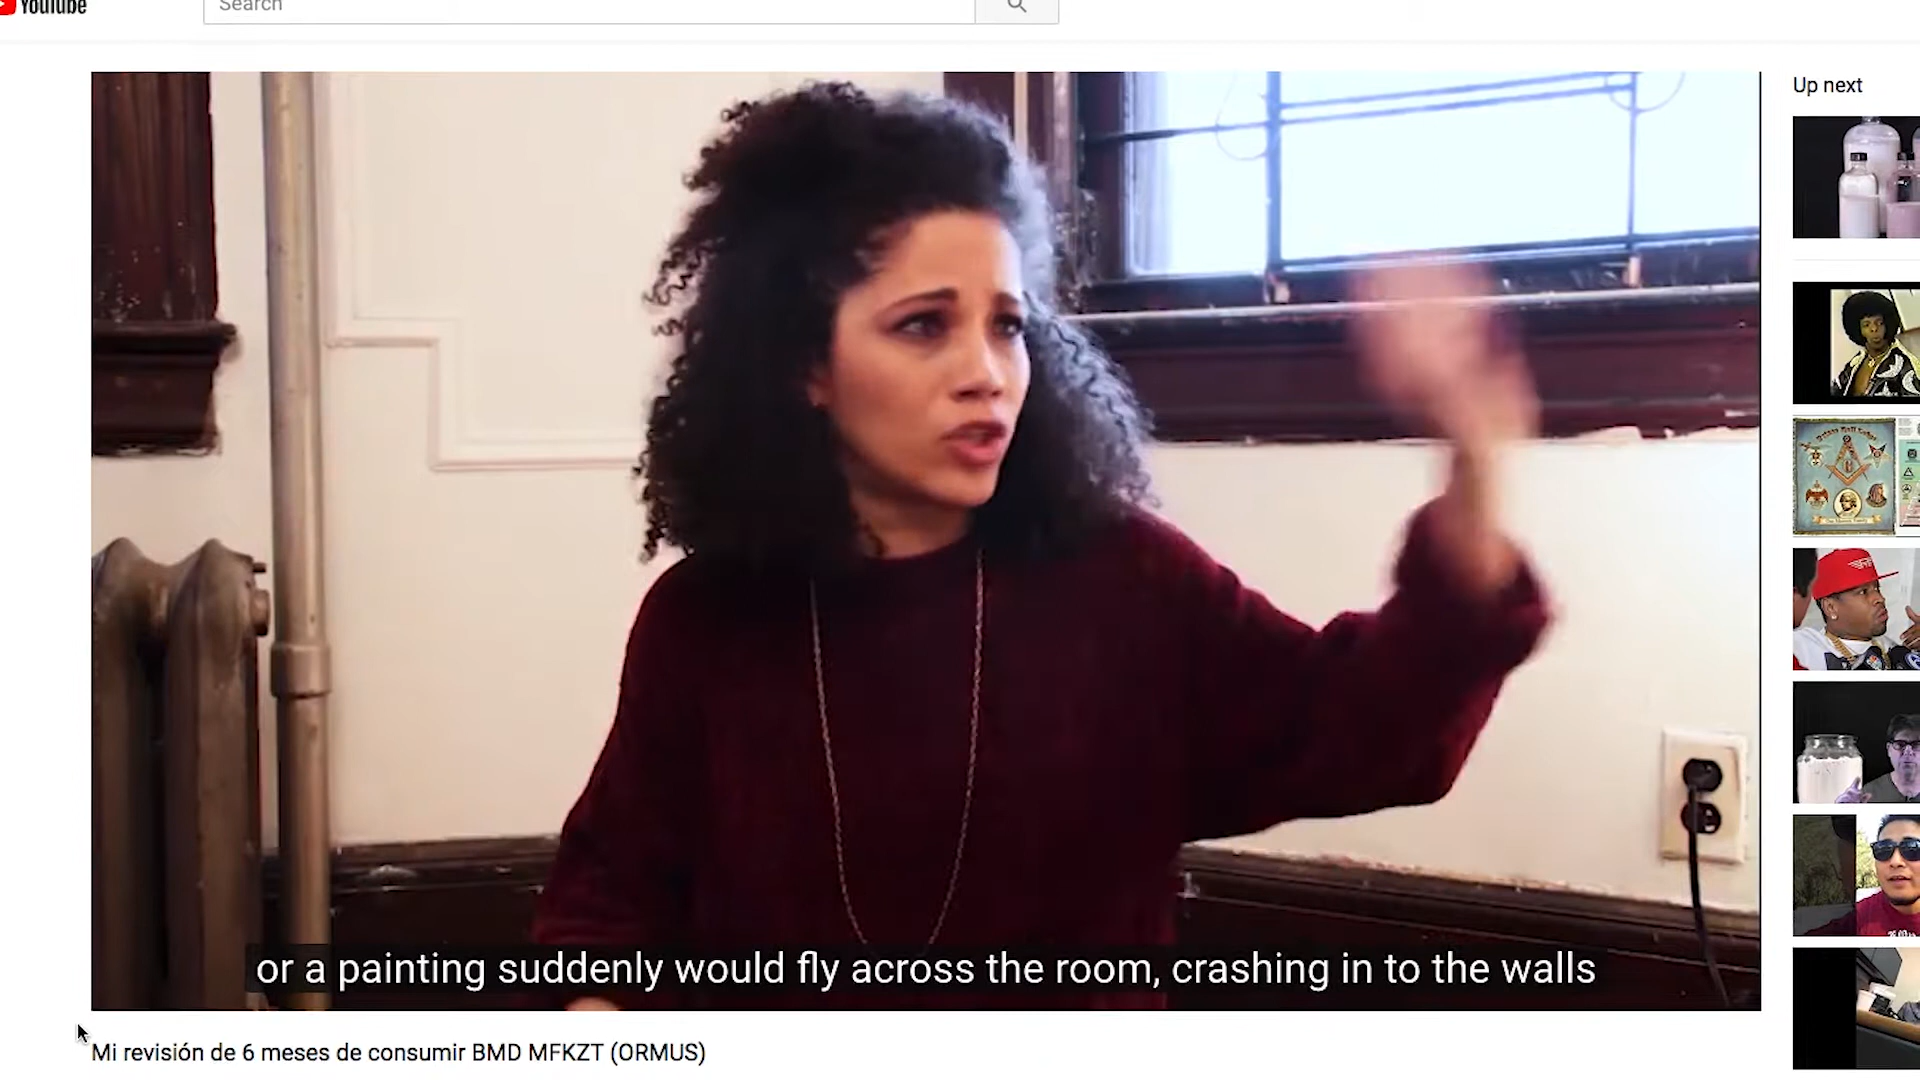 YouTube
Search
Up next
or a painting suddenly would fly across the room, crashing in to the walls
Mi revisión de 6 meses de consumir BMD MFKZT (ORMUS)